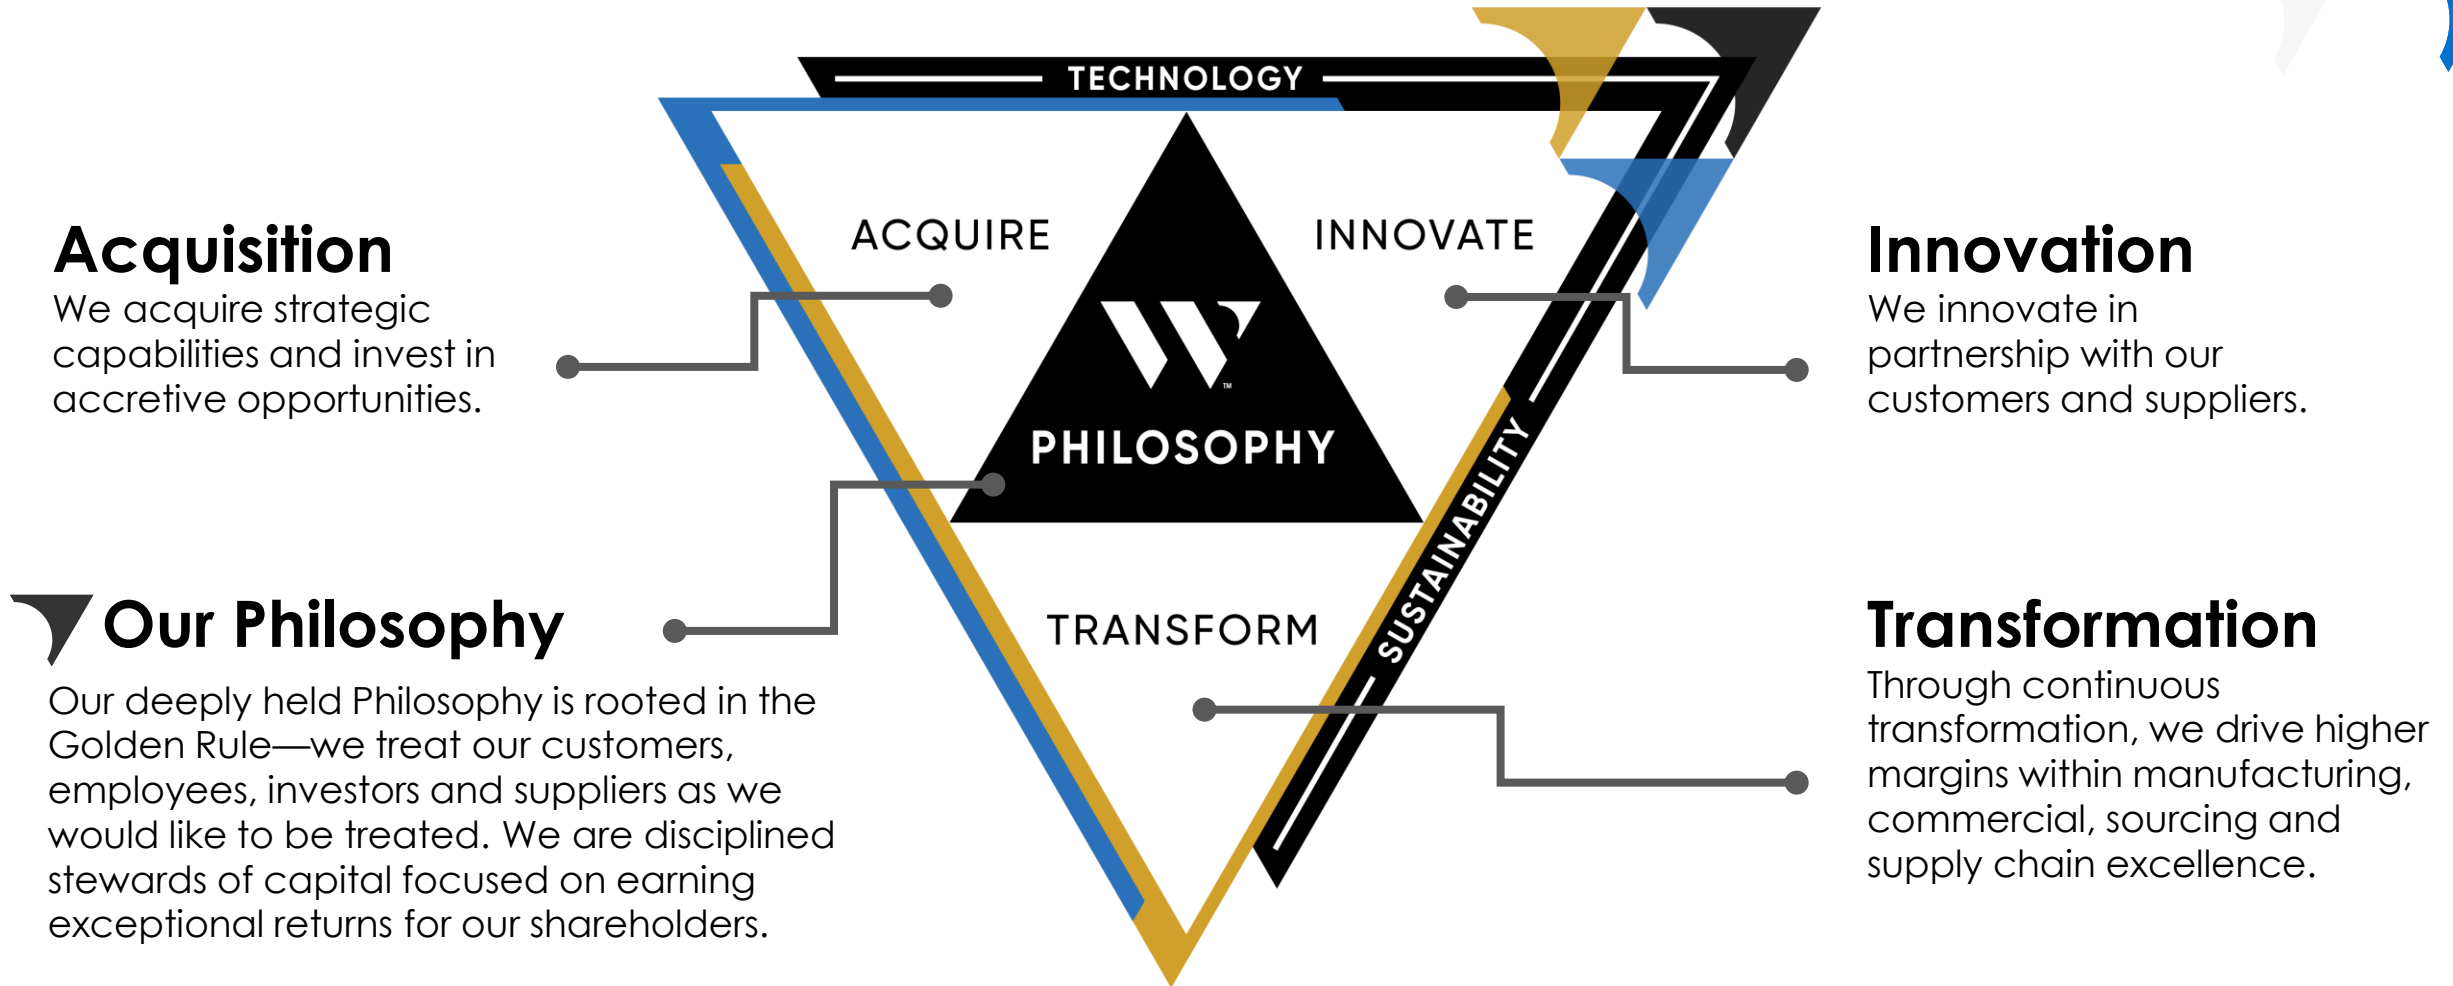 TECHNOLOGY
ACQUIRE
INNOVATE
W
™
PHILOSOPHY
TRANSFORM
SUSTAINABILITY
Acquisition
We acquire strategic
capabilities and invest in
accretive opportunities.
Our Philosophy
Our deeply held Philosophy is rooted in the
Golden Rule—we treat our customers,
employees, investors and suppliers as we
would like to be treated. We are disciplined
stewards of capital focused on earning
exceptional returns for our shareholders.
Innovation
We innovate in
partnership with our
customers and suppliers.
Transformation
Through continuous
transformation, we drive higher
margins within manufacturing,
commercial, sourcing and
supply chain excellence.